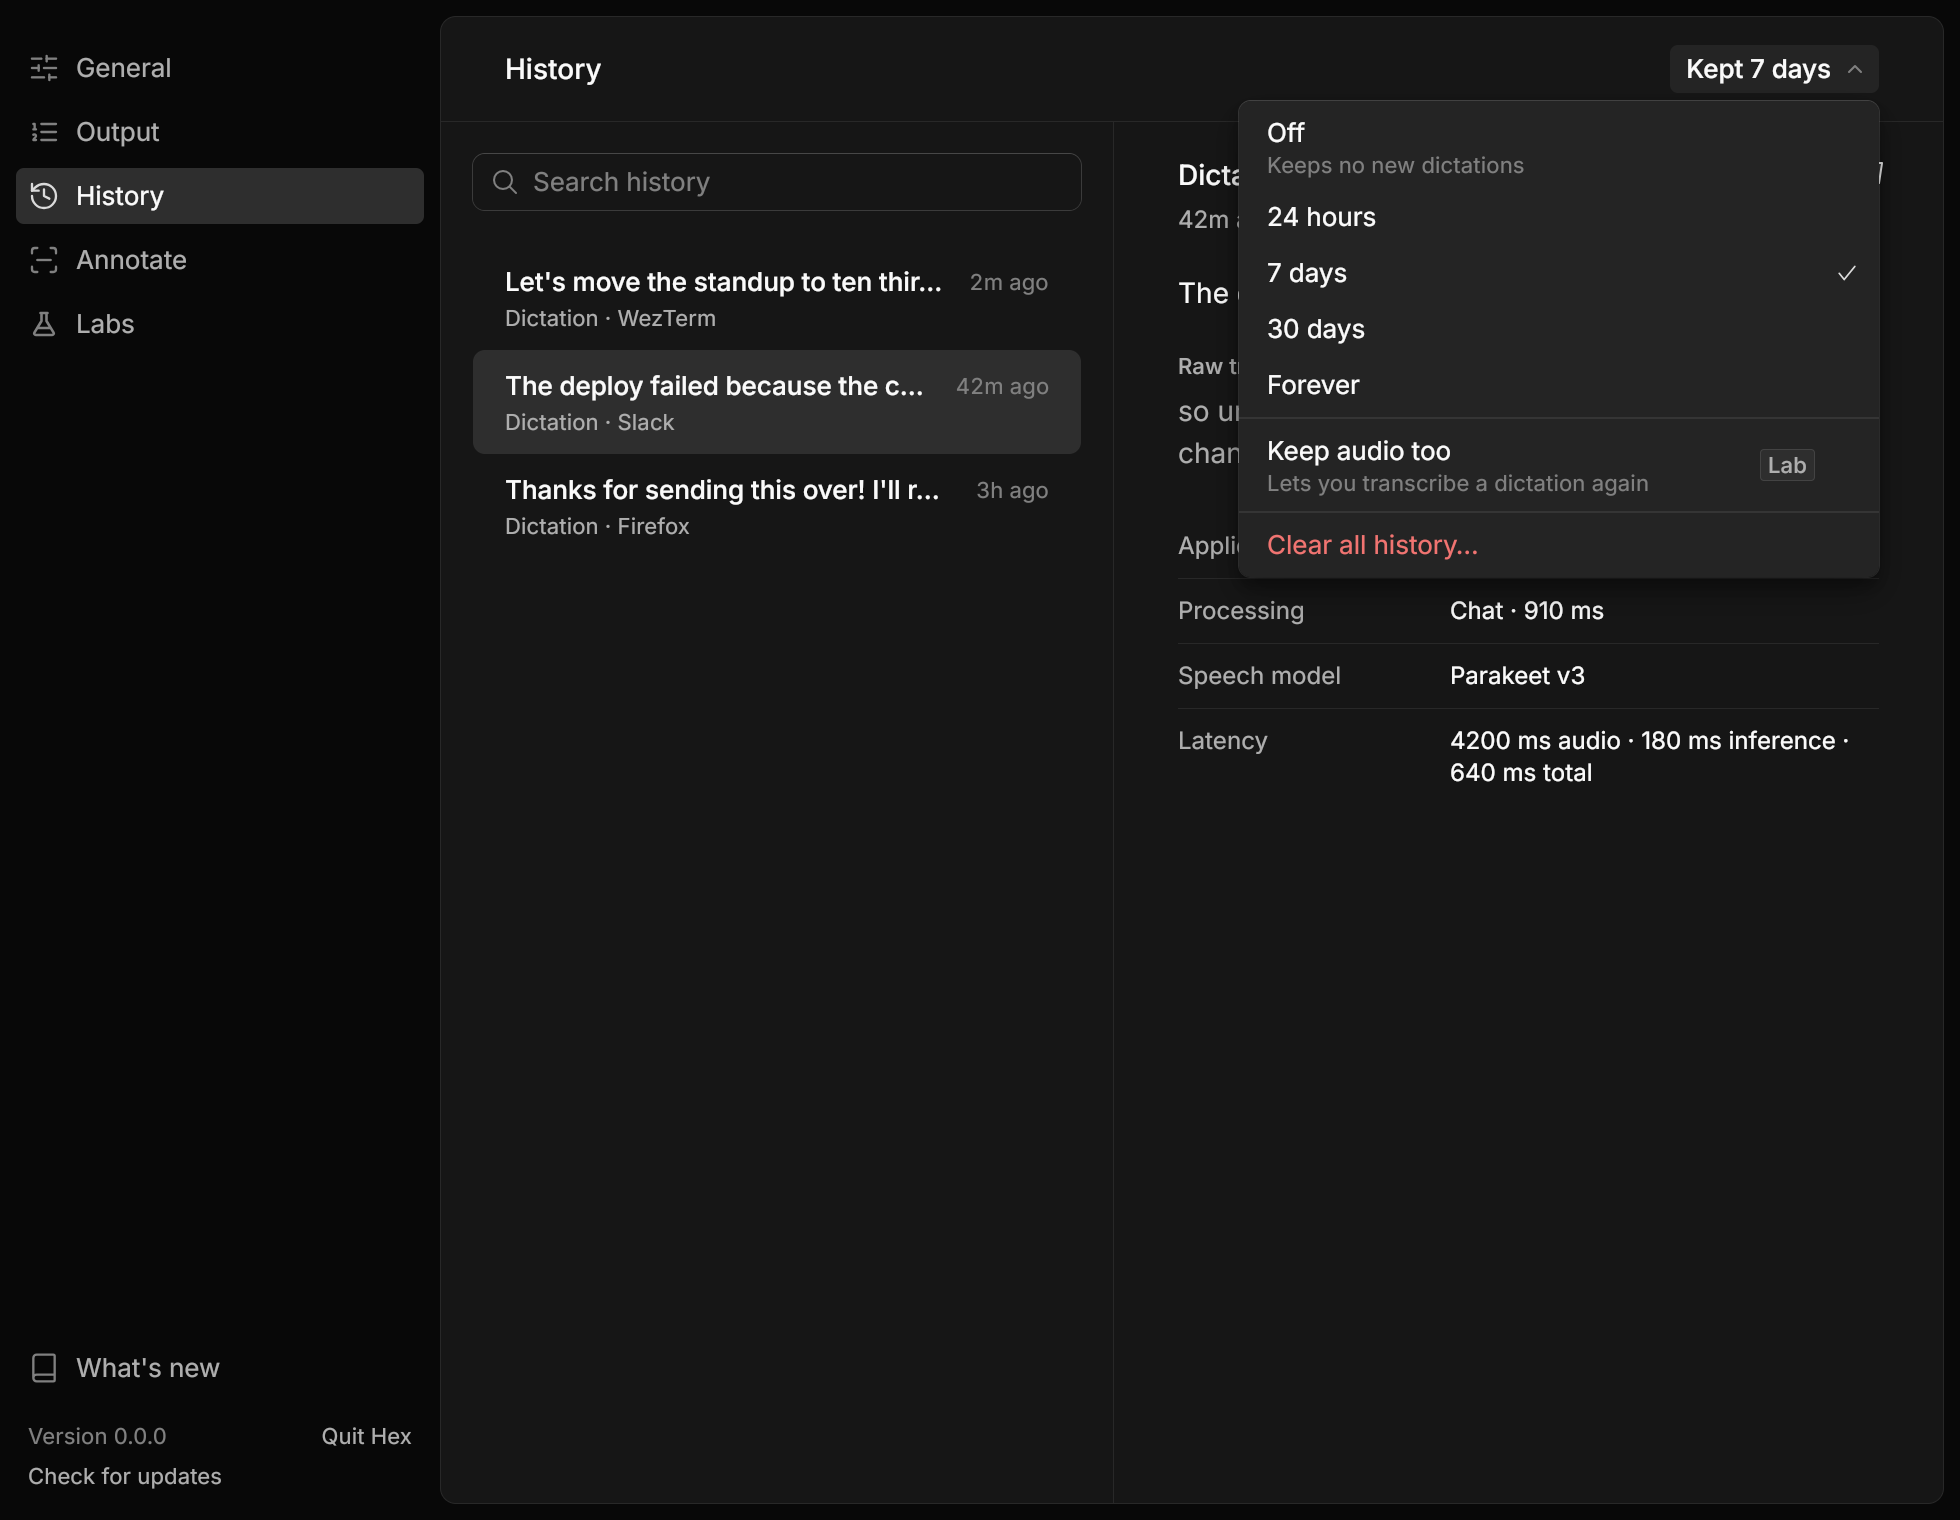 General
Output
History
Annotate
Labs
What's new
Version 0.0.0
Quit Hex
Check for updates
History
Kept 7 days
Search history
Let's move the standup to ten thir...
2m ago
Dictation · WezTerm
The deploy failed because the c...
42m ago
Dictation · Slack
Thanks for sending this over! I'll r...
3h ago
Dictation · Firefox
Off
Keeps no new dictations
24 hours
7 days
30 days
Forever
Keep audio too
Lab
Lets you transcribe a dictation again
Clear all history...
42m
The
Raw
so
Processing
Chat · 910 ms
Speech model
Parakeet v3
Latency
4200 ms audio · 180 ms inference ·
640 ms total